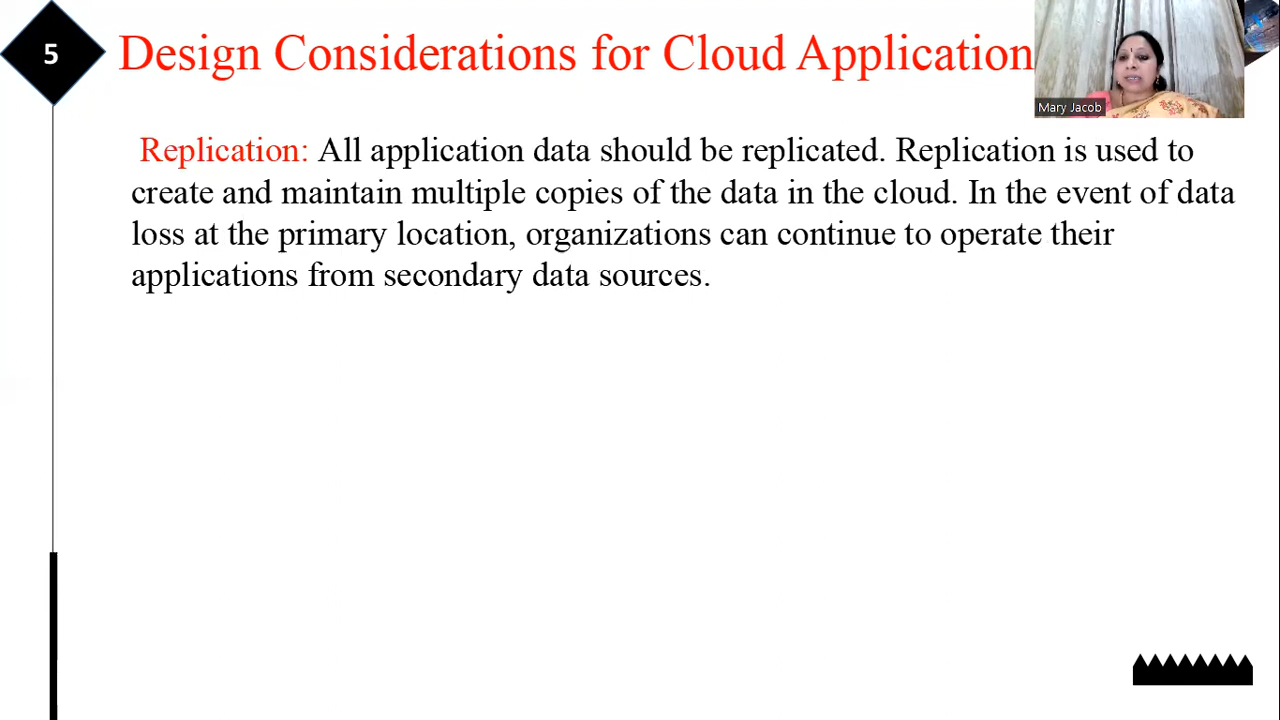 5
Design Considerations for Cloud Application
Mary Jacob
Replication: All application data should be replicated. Replication is used to
create and maintain multiple copies of the data in the cloud. In the event of data
loss at the primary location, organizations can continue to operate their
applications from secondary data sources.